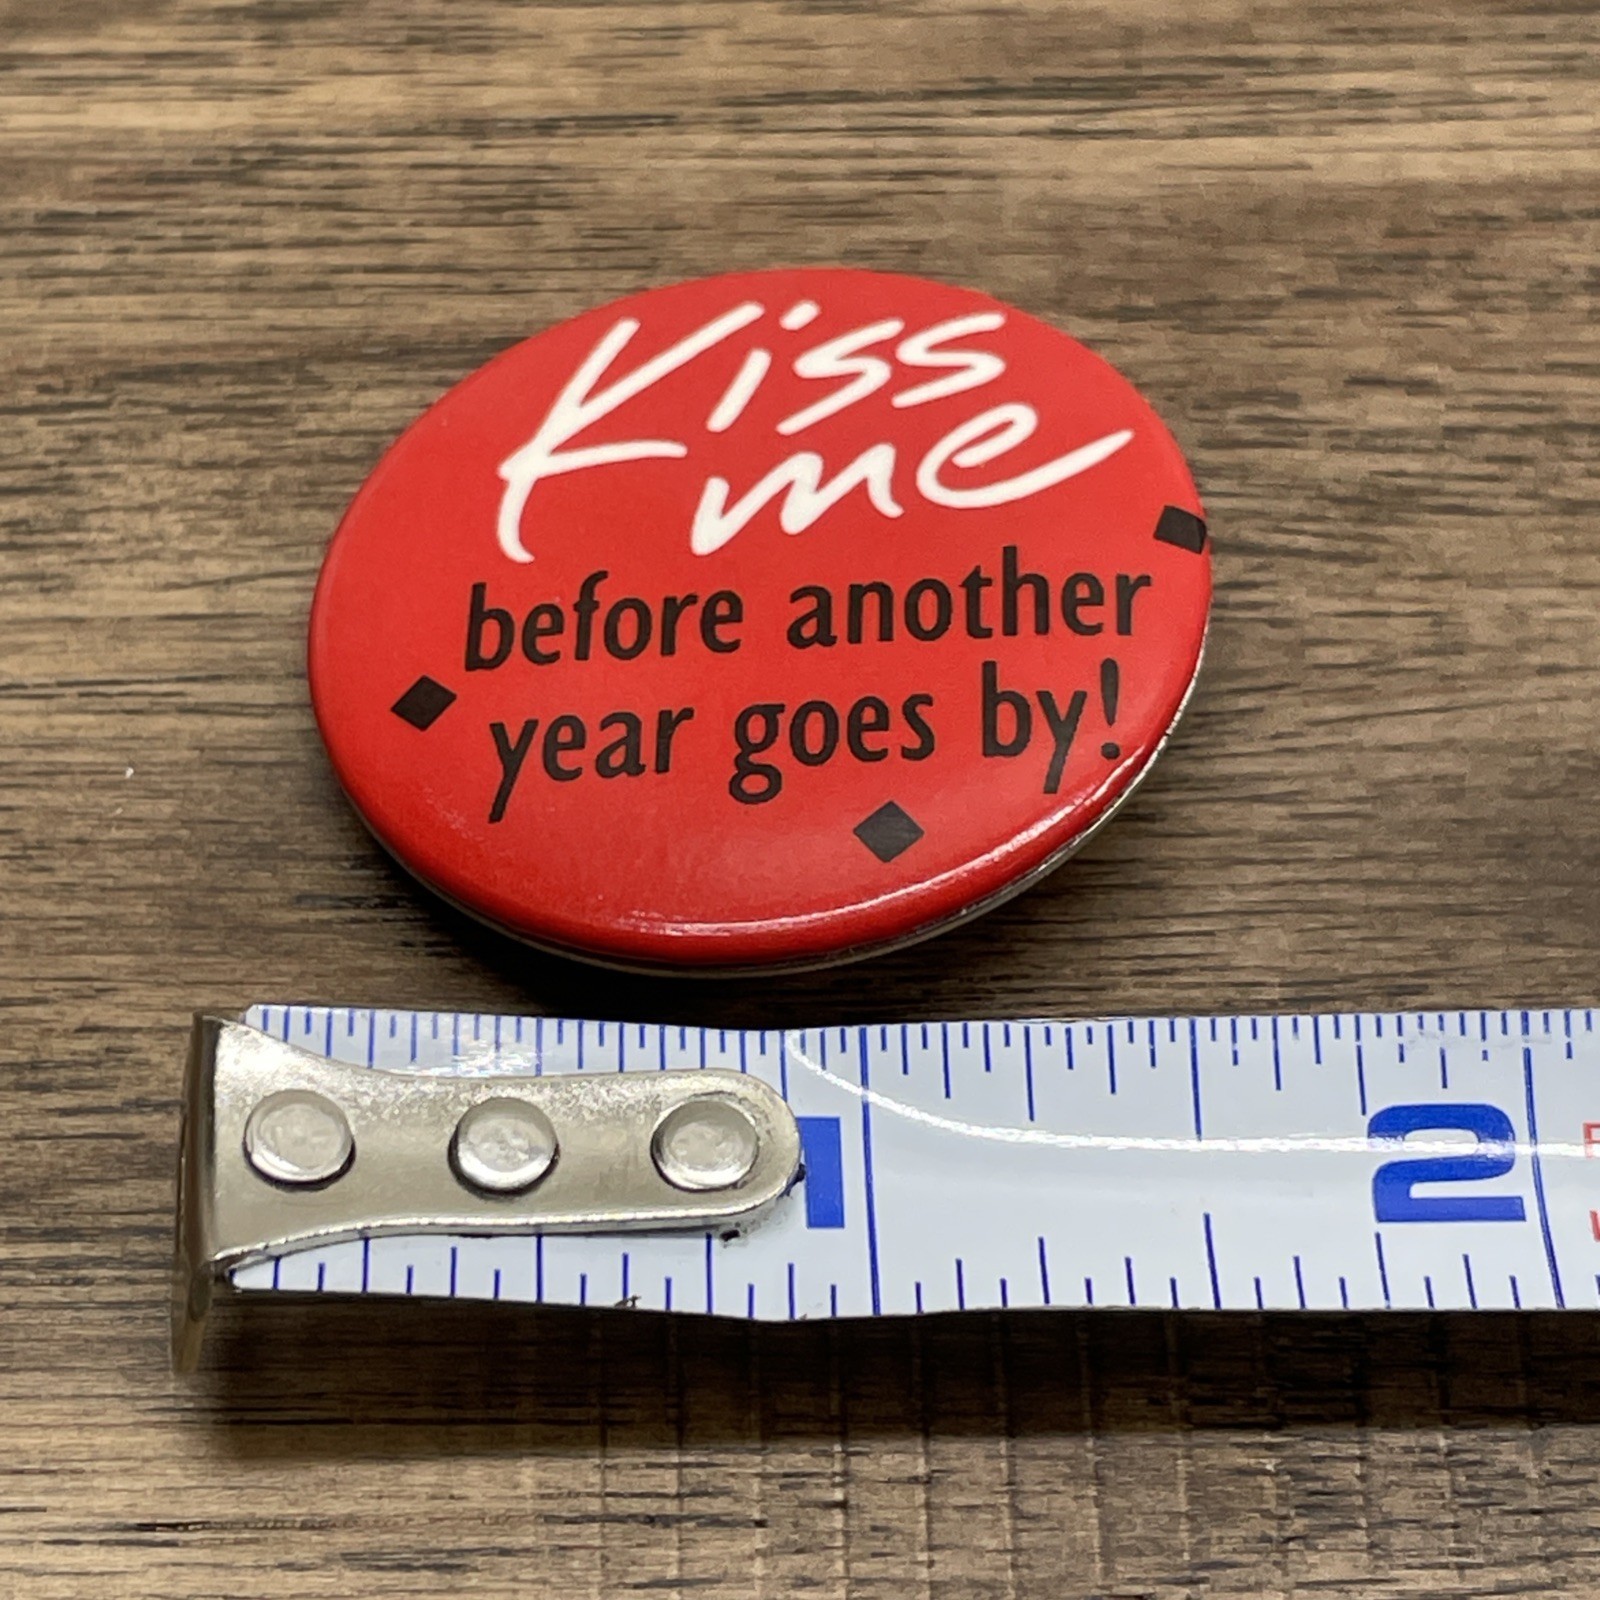 Kiss
me
before another
year goes by!
1 2